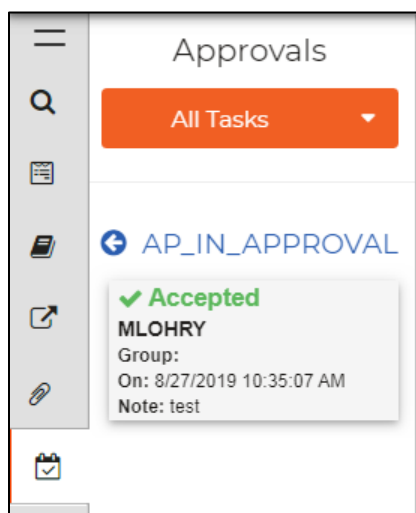 Approvals
All Tasks
AP_IN_APPROVAL
Accepted
MLOHRY
Group:
On: 8/27/2019 10:35:07 AM
Note: test